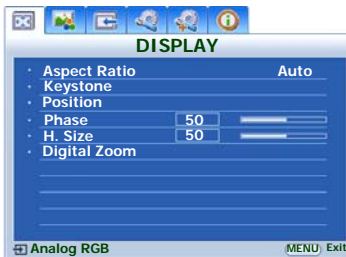 DISPLAY
Aspect Ratio Auto
Keystone
Position
Phase 50
H. Size 50
Digital Zoom
Analog RGB MENU Exit